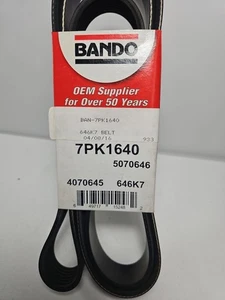 BANDO
OEM Supplier
for Over 50 Years
BAN-7PK1640
646K7 BELT
04/08/16
7PK1640
5070646
4070645 646K7